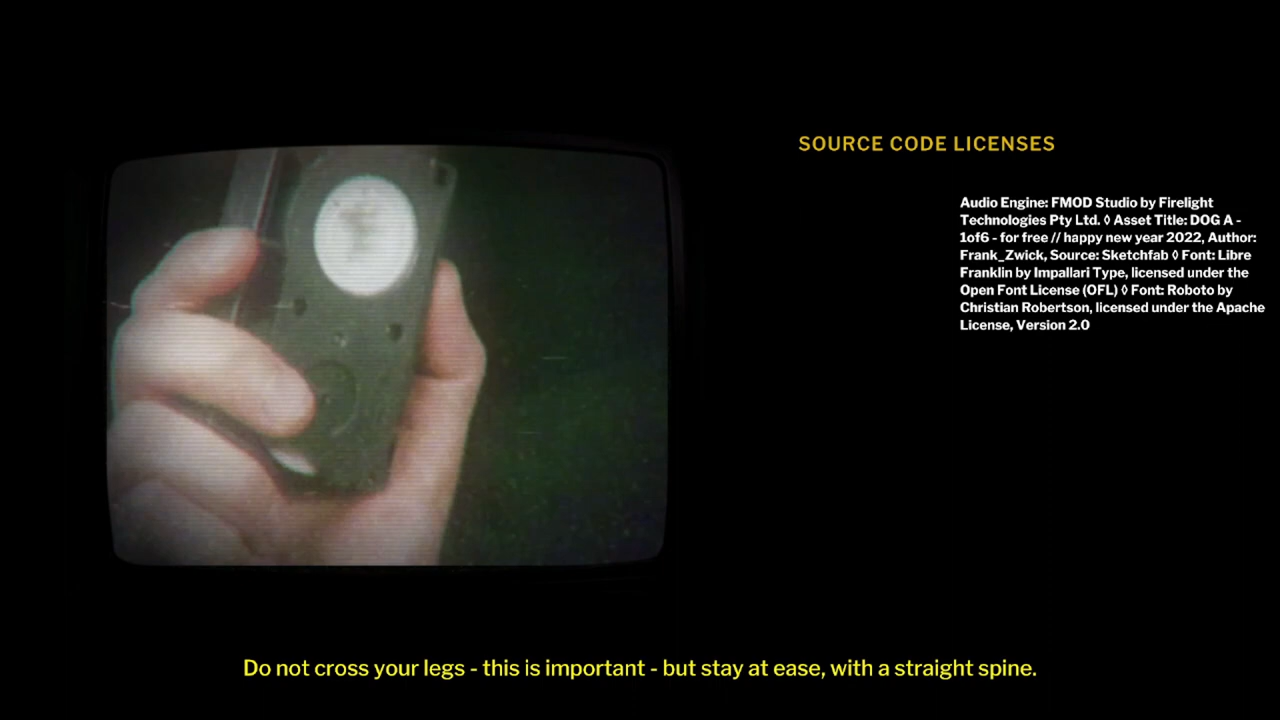 SOURCE CODE LICENSES
Audio Engine: FMOD Studio by Firelight
Technologies Pty Ltd. ◊ Asset Title: DOG A -
1of6 - for free // happy new year 2022, Author:
Frank_Zwick, Source: Sketchfab ◊ Font: Libre
Franklin by Impallari Type, licensed under the
Open Font License (OFL) ◊ Font: Roboto by
Christian Robertson, licensed under the Apache
License, Version 2.0
Do not cross your legs - this is important - but stay at ease, with a straight spine.